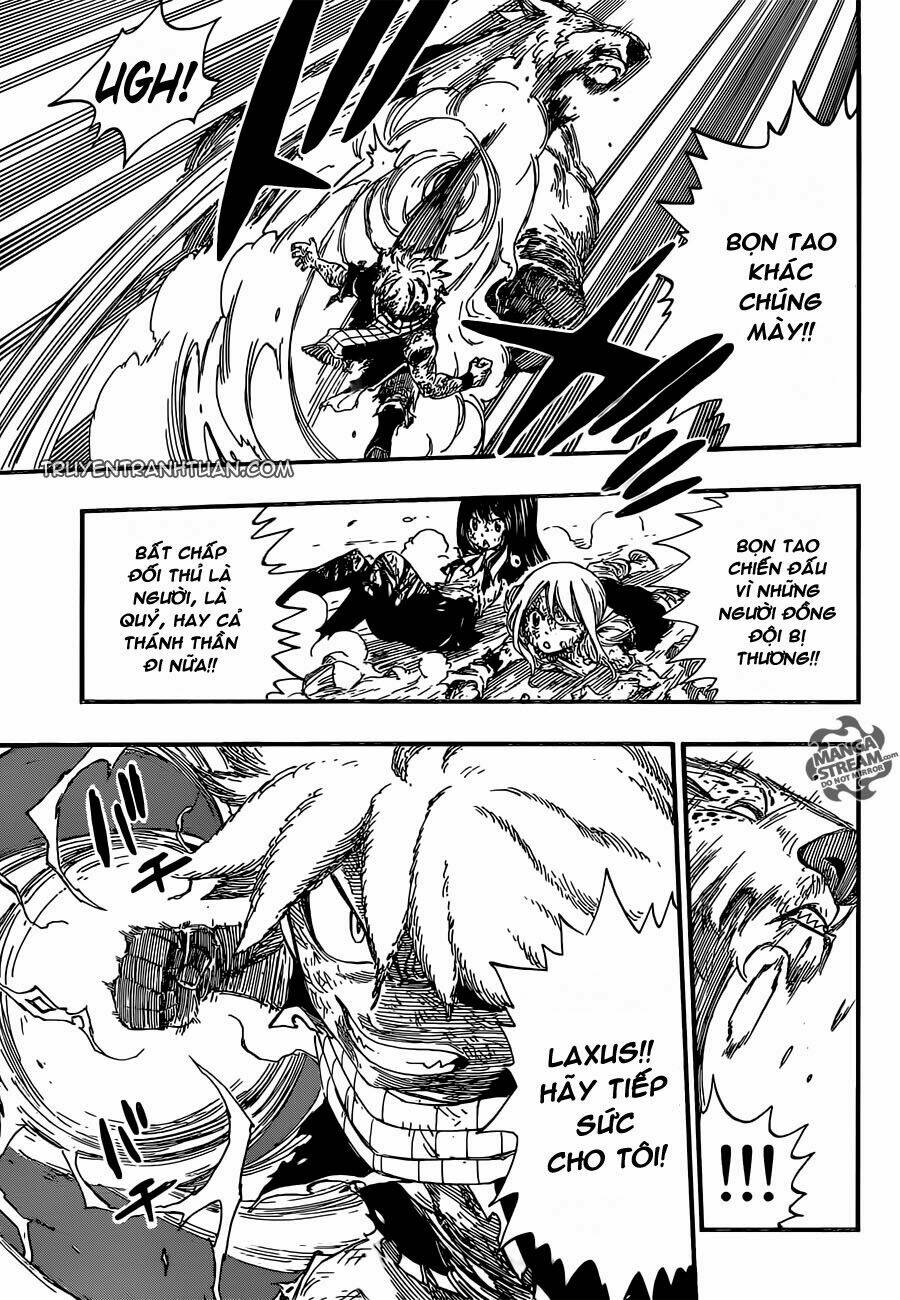 UGH!
BỌN TAO
KHÁC
CHÚNG
MÀY!!
TRUYENTRANHTUAN.COM
BỌN TAO
CHIẾN ĐẤU
VÌ NHỮNG
NGƯỜI ĐỒNG
ĐỘI BỊ
THƯƠNG!!
BẤT CHẤP
ĐỐI THỦ LÀ
NGƯỜI, LÀ
QUỶ, HAY CẢ
THÁNH THẦN
ĐI NỮA!!
MANGA
STREAM.com
DO NOT MIRROR
!!!
LAXUS!!
HÃY TIẾP
SỨC
CHO TÔI!